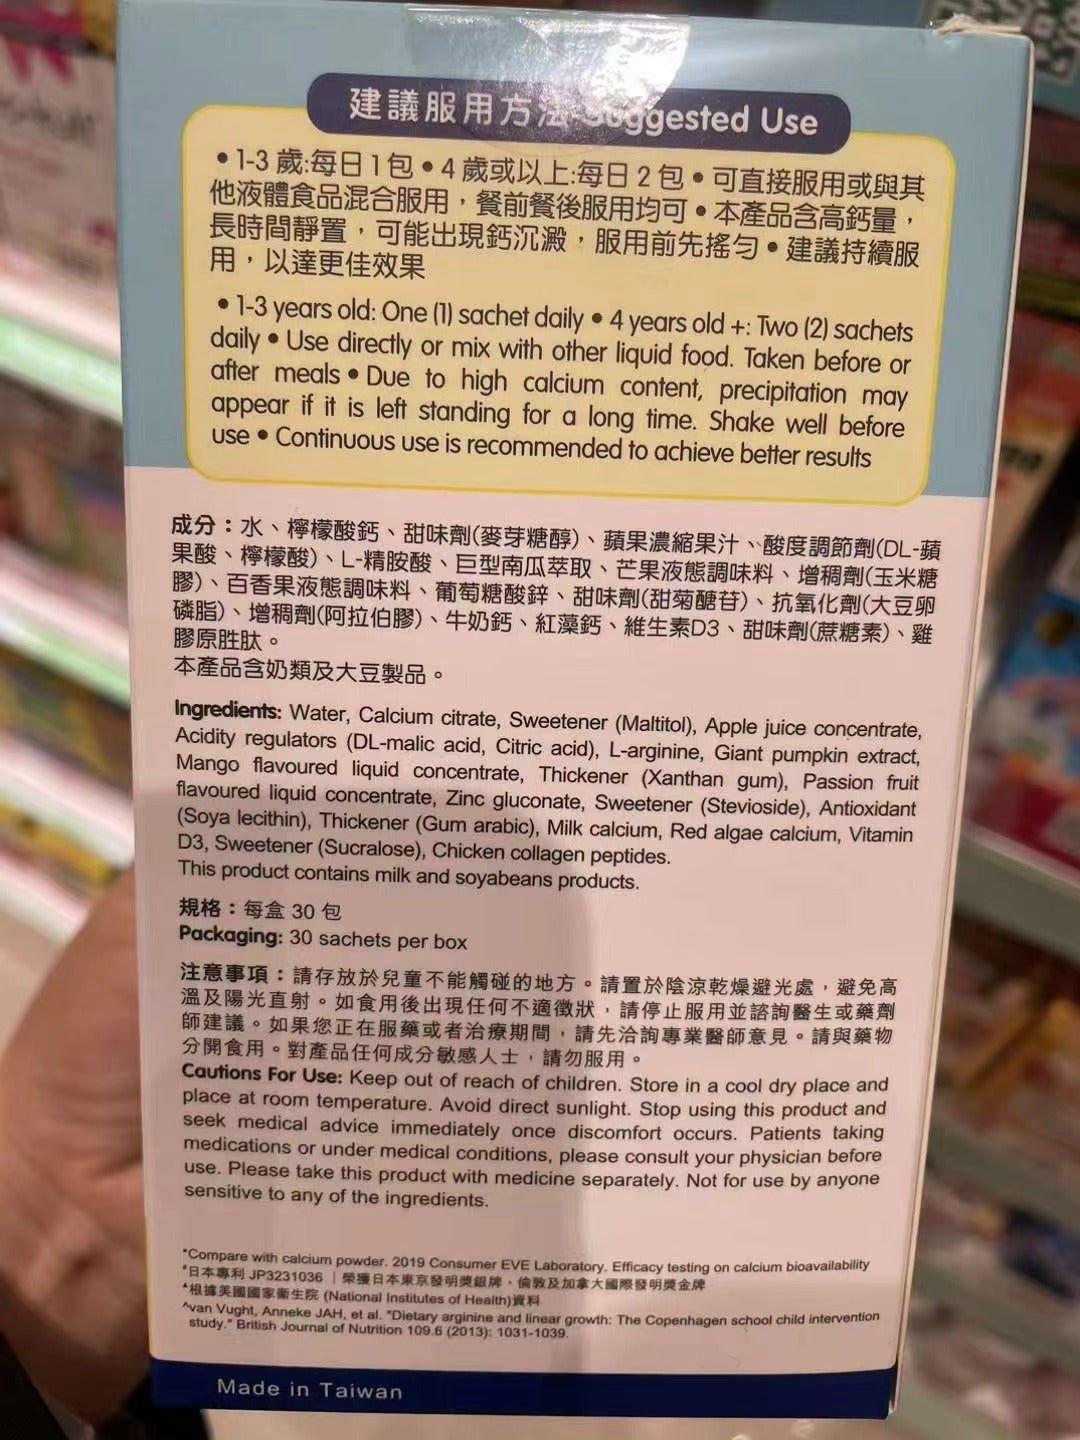 建議服用方法 Suggested Use
• 1-3 歲:每日 1 包 • 4 歲或以上:每日 2 包 • 可直接服用或與其
他液體食品混合服用，餐前餐後服用均可 • 本產品含高鈣量，
長時間靜置，可能出現鈣沉澱，服用前先搖勻 • 建議持續服
用，以達更佳效果
• 1-3 years old: One (1) sachet daily • 4 years old +: Two (2) sachets
daily • Use directly or mix with other liquid food. Taken before or
after meals • Due to high calcium content, precipitation may
appear if it is left standing for a long time. Shake well before
use • Continuous use is recommended to achieve better results
成分：水、檸檬酸鈣、甜味劑(麥芽糖醇)、蘋果濃縮果汁、酸度調節劑(DL-蘋
果酸、檸檬酸)、L-精胺酸、巨型南瓜萃取、芒果液態調味料、增稠劑(玉米糖
膠)、百香果液態調味料、葡萄糖酸鋅、甜味劑(甜菊醣苷)、抗氧化劑(大豆卵
磷脂)、增稠劑(阿拉伯膠)、牛奶鈣、紅藻鈣、維生素D3、甜味劑(蔗糖素)、雞
膠原胜肽。
本產品含奶類及大豆製品。
Ingredients: Water, Calcium citrate, Sweetener (Maltitol), Apple juice concentrate,
Acidity regulators (DL-malic acid, Citric acid), L-arginine, Giant pumpkin extract,
Mango flavoured liquid concentrate, Thickener (Xanthan gum), Passion fruit
flavoured liquid concentrate, Zinc gluconate, Sweetener (Stevioside), Antioxidant
(Soya lecithin), Thickener (Gum arabic), Milk calcium, Red algae calcium, Vitamin
D3, Sweetener (Sucralose), Chicken collagen peptides.
This product contains milk and soyabeans products.
規格：每盒 30 包
Packaging: 30 sachets per box
注意事項：請存放於兒童不能觸碰的地方。請置於陰涼乾燥避光處，避免高
溫及陽光直射。如食用後出現任何不適徵狀，請停止服用並諮詢醫生或藥劑
師建議。如果您正在服藥或者治療期間，請先洽詢專業醫師意見。請與藥物
分開食用。對產品任何成分敏感人士，請勿服用。
Cautions For Use: Keep out of reach of children. Store in a cool dry place and
place at room temperature. Avoid direct sunlight. Stop using this product and
seek medical advice immediately once discomfort occurs. Patients taking
medications or under medical conditions, please consult your physician before
use. Please take this product with medicine separately. Not for use by anyone
sensitive to any of the ingredients.
*Compare with calcium powder. 2019 Consumer EVE Laboratory. Efficacy testing on calcium bioavailability
#日本專利 JP3231036 | 榮獲日本東京發明獎銀牌、倫敦及加拿大國際發明獎金牌
▲根據美國國家衛生院 (National Institutes of Health)資料
^van Vught, Anneke JAH, et al. "Dietary arginine and linear growth: The Copenhagen school child intervention
study." British Journal of Nutrition 109.6 (2013): 1031-1039.
Made in Taiwan